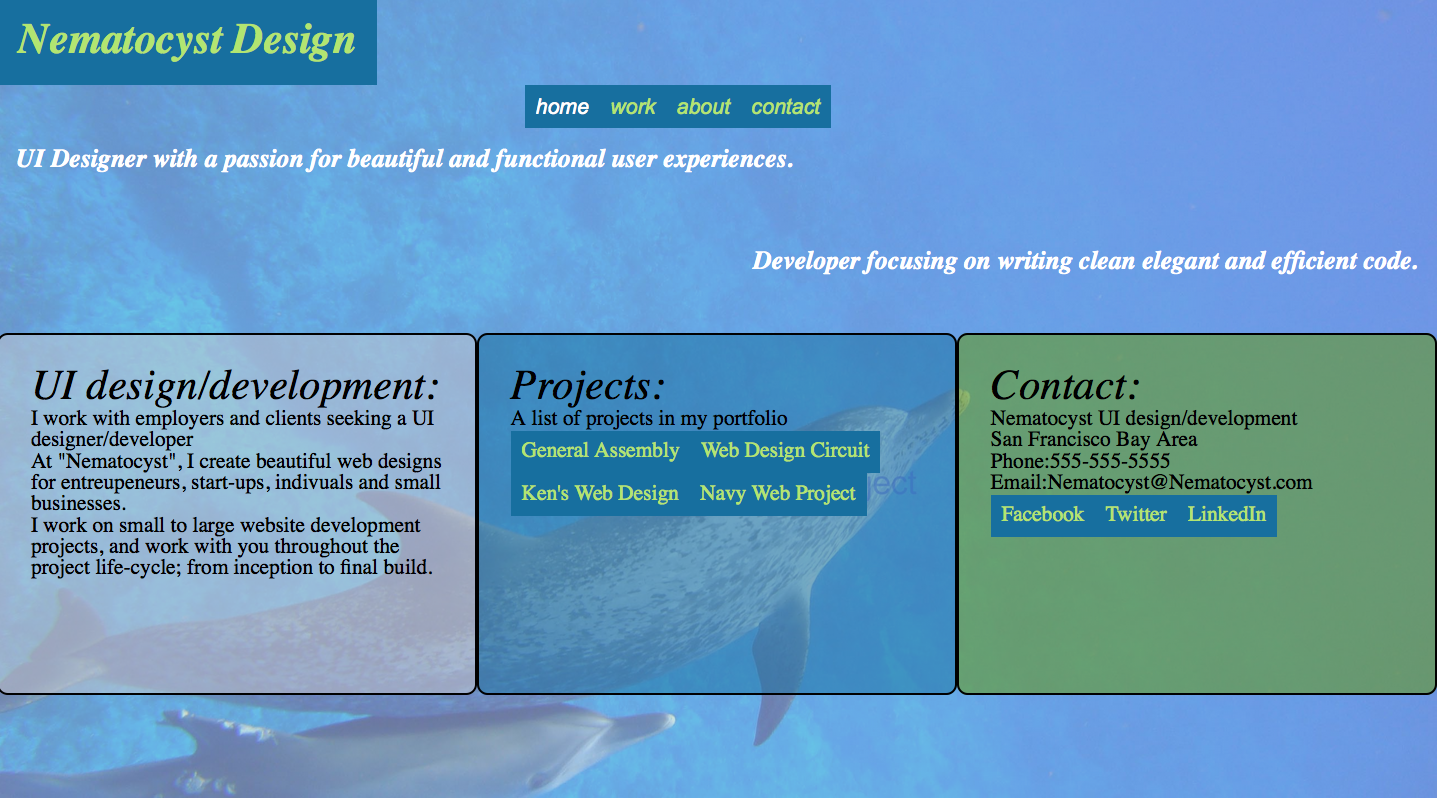 Nematocyst Design
home work about contact
UI Designer with a passion for beautiful and functional user experiences.
Developer focusing on writing clean elegant and efficient code.
UI design/development:
I work with employers and clients seeking a UI
designer/developer
At "Nematocyst", I create beautiful web designs
for entreupeneurs, start-ups, indivuals and small
businesses.
I work on small to large website development
projects, and work with you throughout the
project life-cycle; from inception to final build.
Projects:
A list of projects in my portfolio
General Assembly Web Design Circuit
Ken's Web Design Navy Web Project
Contact:
Nematocyst UI design/development
San Francisco Bay Area
Phone:555-555-5555
Email:Nematocyst@Nematocyst.com
Facebook Twitter LinkedIn